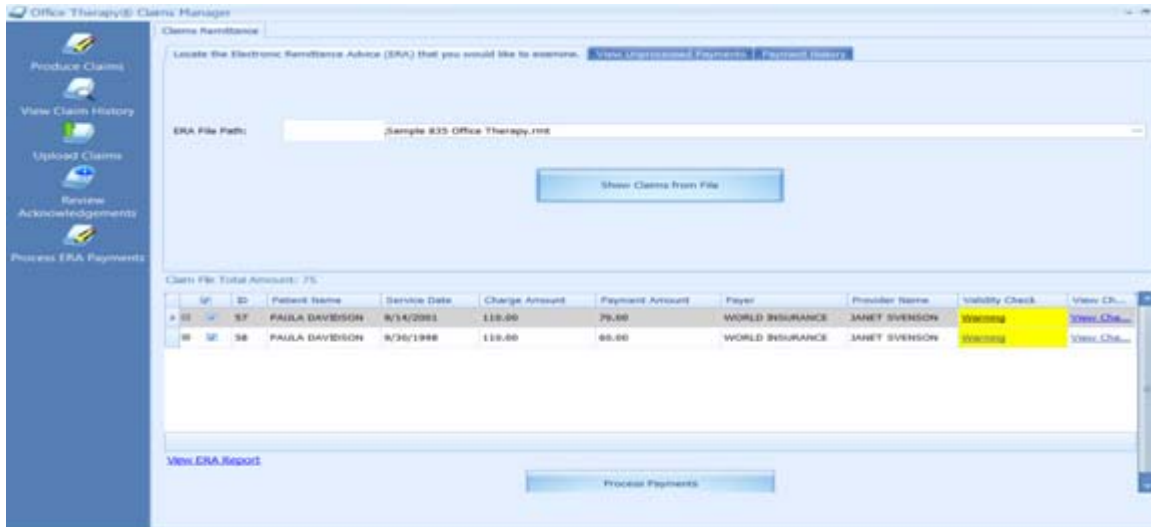 Office Therapy® Claims Manager
Claims Remittance
Locate the Electronic Remittance Advice (ERA) that you would like to examine. View Unprocessed Payments Payment History
Produce Claims
View Claim History
Upload Claims
Review
Acknowledgements
Process ERA Payments
ERA File Path: Sample 835 Office Therapy.rmt
Show Claims from File
Claim File Total Amount: 75
ID Patient Name Service Date Charge Amount Payment Amount Payer Provider Name Validity Check View Ch...
57 PAULA DAVIDSON 8/14/2001 110.00 70.00 WORLD INSURANCE JANET SVENSON Warning View Cha...
58 PAULA DAVIDSON 9/30/1998 110.00 60.00 WORLD INSURANCE JANET SVENSON Warning View Cha...
View ERA Report
Process Payments